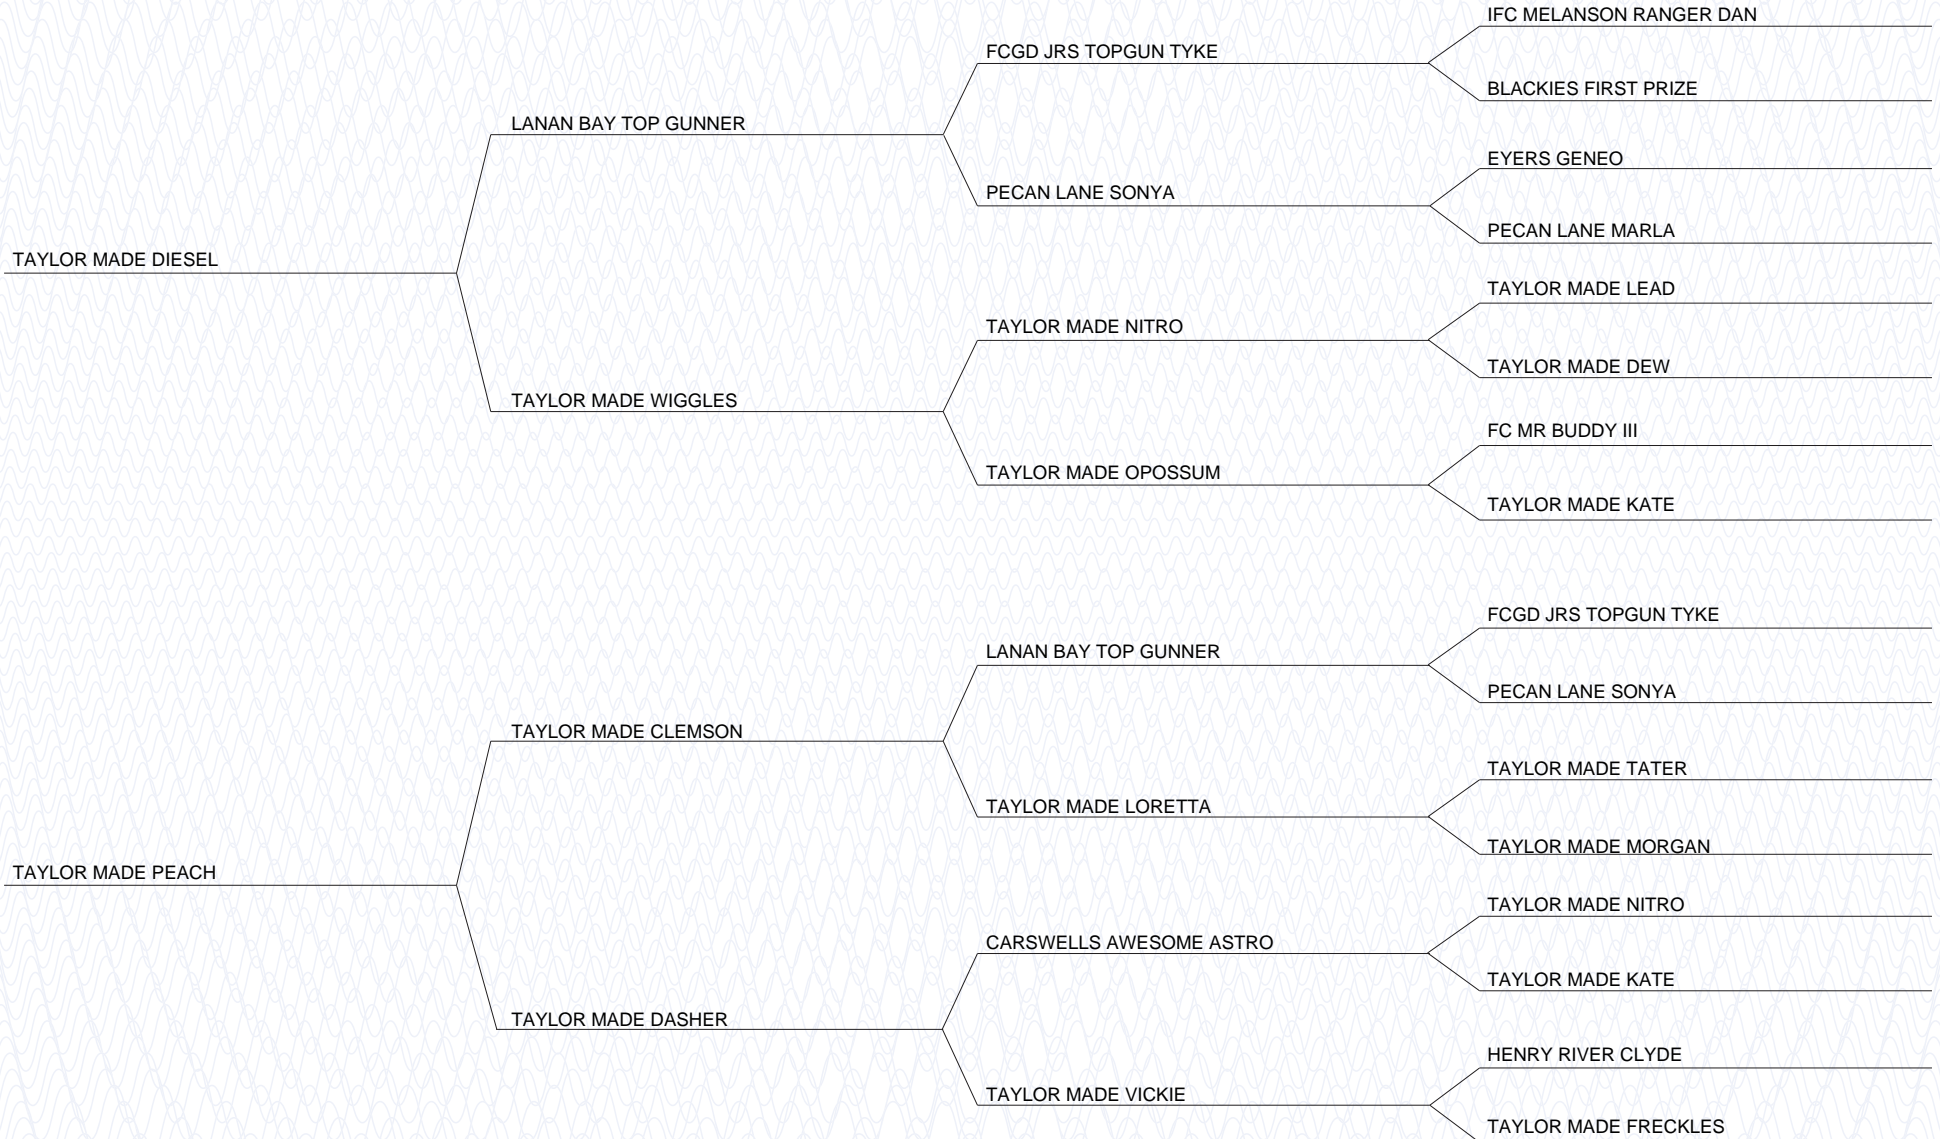 IFC MELANSON RANGER DAN
FCGD JRS TOPGUN TYKE
BLACKIES FIRST PRIZE
LANAN BAY TOP GUNNER
EYERS GENEO
PECAN LANE SONYA
PECAN LANE MARLA
TAYLOR MADE DIESEL
TAYLOR MADE LEAD
TAYLOR MADE NITRO
TAYLOR MADE DEW
TAYLOR MADE WIGGLES
FC MR BUDDY III
TAYLOR MADE OPOSSUM
TAYLOR MADE KATE
FCGD JRS TOPGUN TYKE
LANAN BAY TOP GUNNER
PECAN LANE SONYA
TAYLOR MADE CLEMSON
TAYLOR MADE TATER
TAYLOR MADE LORETTA
TAYLOR MADE MORGAN
TAYLOR MADE PEACH
TAYLOR MADE NITRO
CARSWELLS AWESOME ASTRO
TAYLOR MADE KATE
TAYLOR MADE DASHER
HENRY RIVER CLYDE
TAYLOR MADE VICKIE
TAYLOR MADE FRECKLES